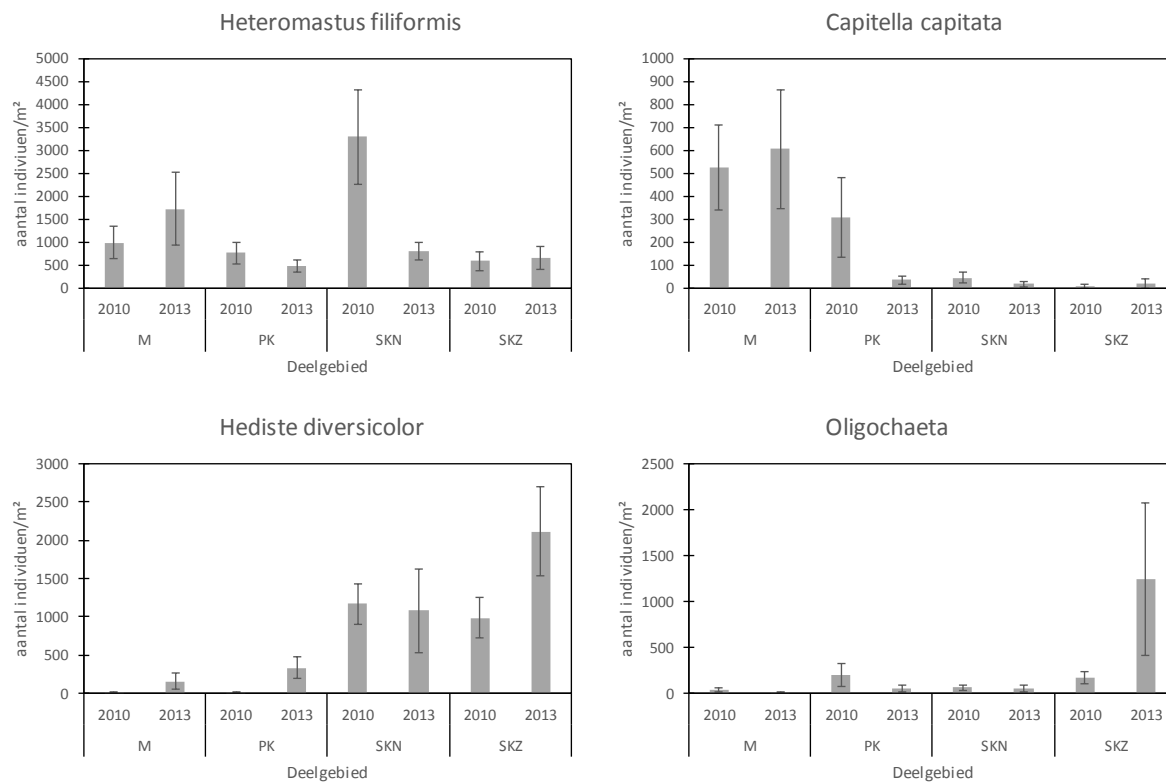 Heteromastus filiformis
aantal indiviuen/m²
5000
4500
4000
3500
3000
2500
2000
1500
1000
500
0
2010 2013 2010 2013 2010 2013 2010 2013
M PK SKN SKZ
Deelgebied
Capitella capitata
aantal indiviuen/m²
1000
900
800
700
600
500
400
300
200
100
0
2010 2013 2010 2013 2010 2013 2010 2013
M PK SKN SKZ
Deelgebied
Hediste diversicolor
aantal individuen/m²
3000
2500
2000
1500
1000
500
0
2010 2013 2010 2013 2010 2013 2010 2013
M PK SKN SKZ
Deelgebied
Oligochaeta
aantal individuen/m²
2500
2000
1500
1000
500
0
2010 2013 2010 2013 2010 2013 2010 2013
M PK SKN SKZ
Deelgebied